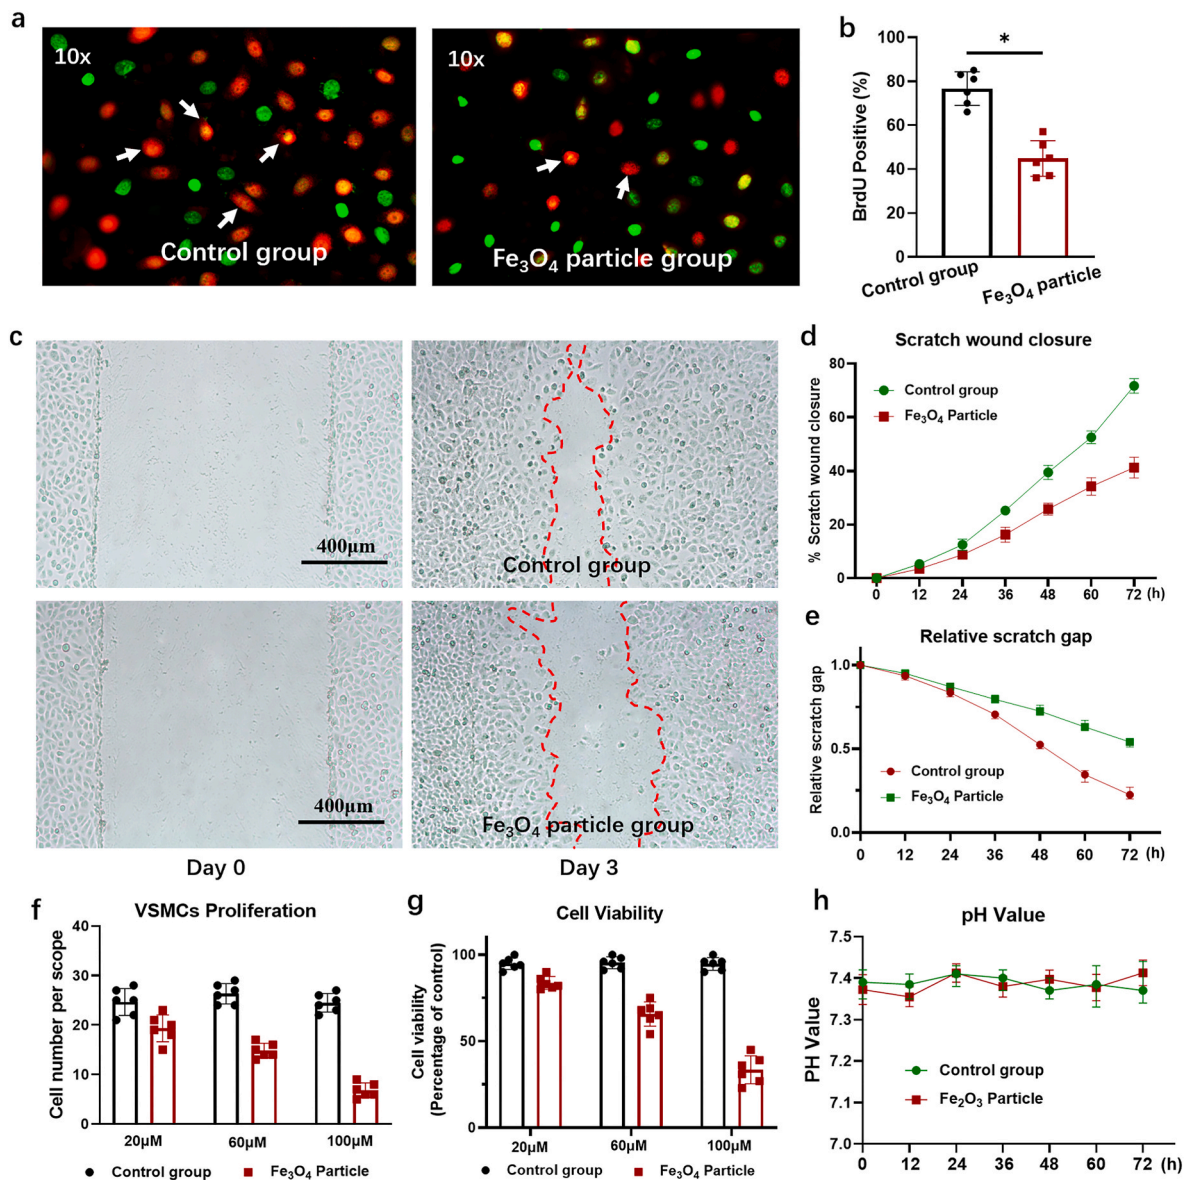 a
10x
Control group
10x
Fe₃O₄ particle group
b
*
BrdU Positive (%)
100
80
60
40
20
0
Control group
Fe₃O₄ particle
c
400μm
Control group
400μm
Fe₃O₄ particle group
Day 0
Day 3
d
Scratch wound closure
% Scratch wound closure
80
60
40
20
0
Control group
Fe₃O₄ Particle
0 12 24 36 48 60 72 (h)
e
Relative scratch gap
Relative scratch gap
1.0
0.5
0.0
Control group
Fe₃O₄ Particle
0 12 24 36 48 60 72 (h)
f
VSMCs Proliferation
Cell number per scope
40
30
20
10
0
20μM 60μM 100μM
Control group Fe₃O₄ Particle
g
Cell Viability
Cell viability
(Percentage of control)
100
50
0
20μM 60μM 100μM
Control group Fe₃O₄ Particle
h
pH Value
PH Value
7.5
7.4
7.3
7.2
7.1
7.0
Control group
Fe₂O₃ Particle
0 12 24 36 48 60 72 (h)